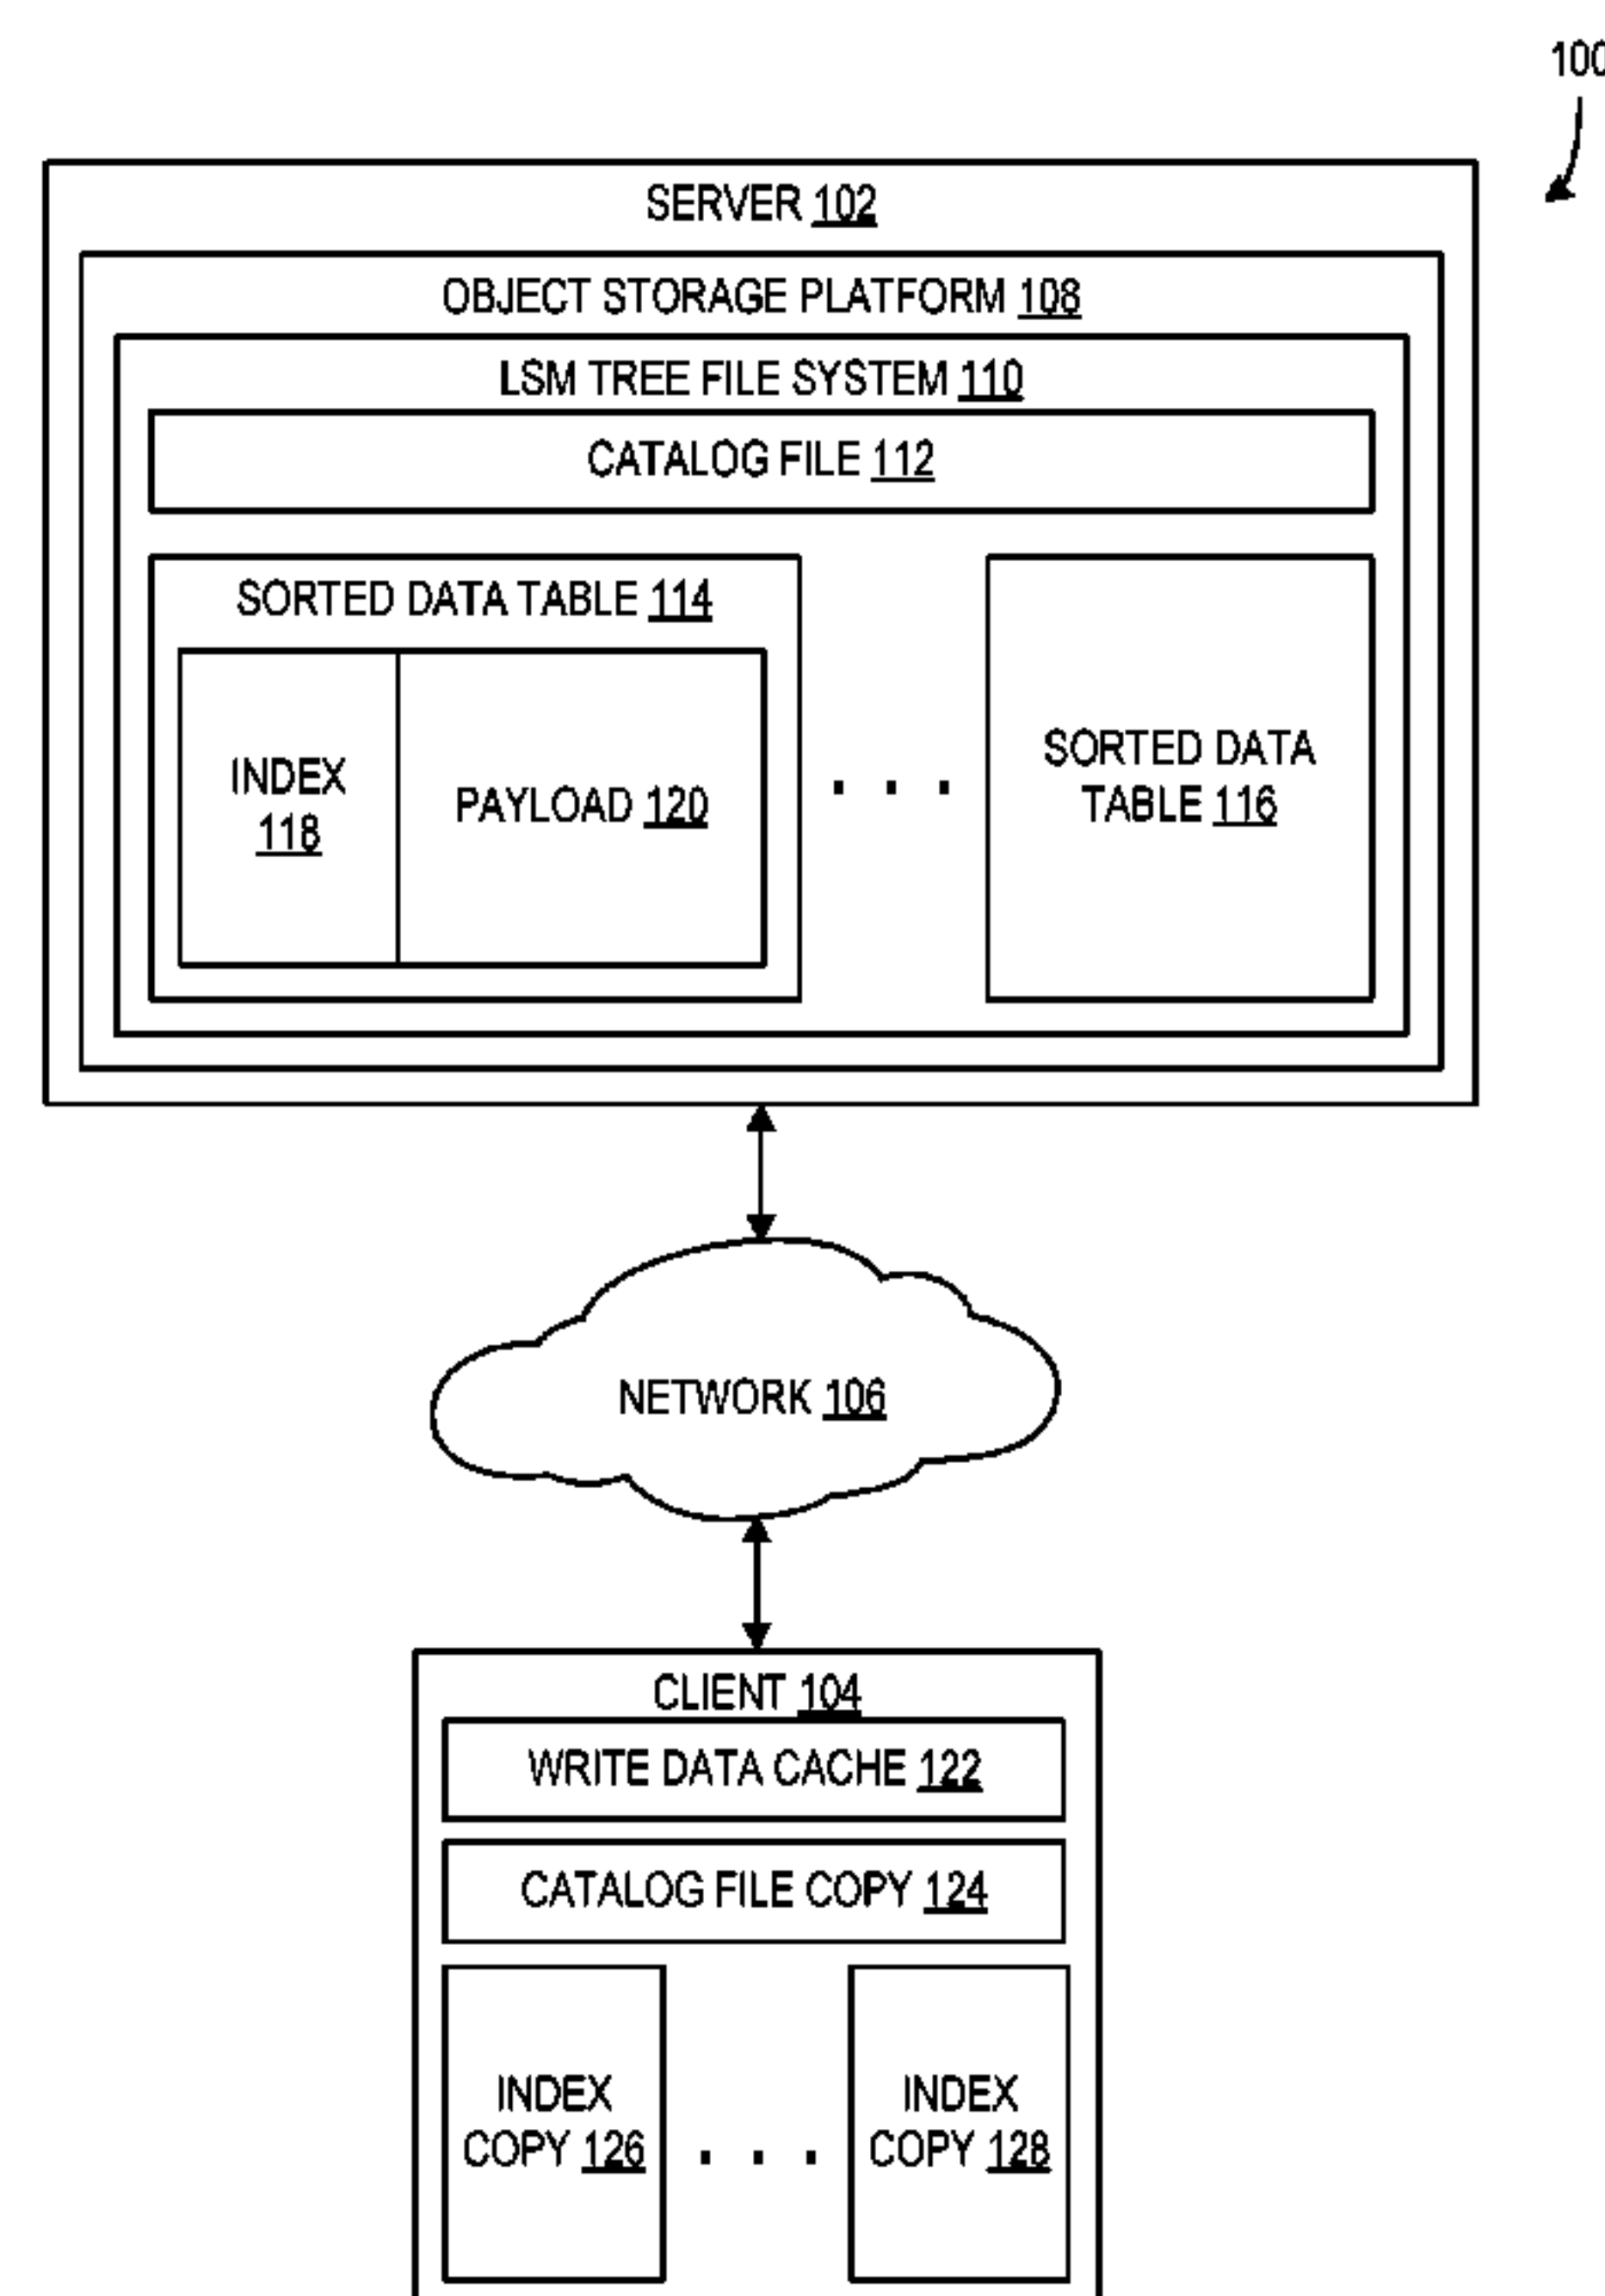 100
SERVER 102
OBJECT STORAGE PLATFORM 108
LSM TREE FILE SYSTEM 110
CATALOG FILE 112
SORTED DATA TABLE 114
INDEX
118
PAYLOAD 120
. . .
SORTED DATA
TABLE 116
NETWORK 106
CLIENT 104
WRITE DATA CACHE 122
CATALOG FILE COPY 124
INDEX
COPY 126
. . .
INDEX
COPY 128